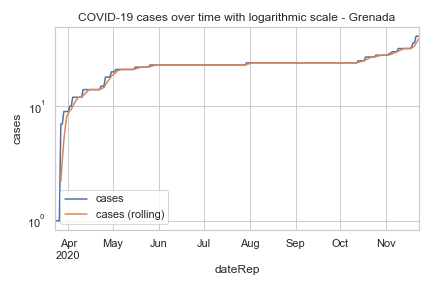 COVID-19 cases over time with logarithmic scale - Grenada
cases
10¹
10⁰
cases
cases (rolling)
Apr May Jun Jul Aug Sep Oct Nov
2020
dateRep